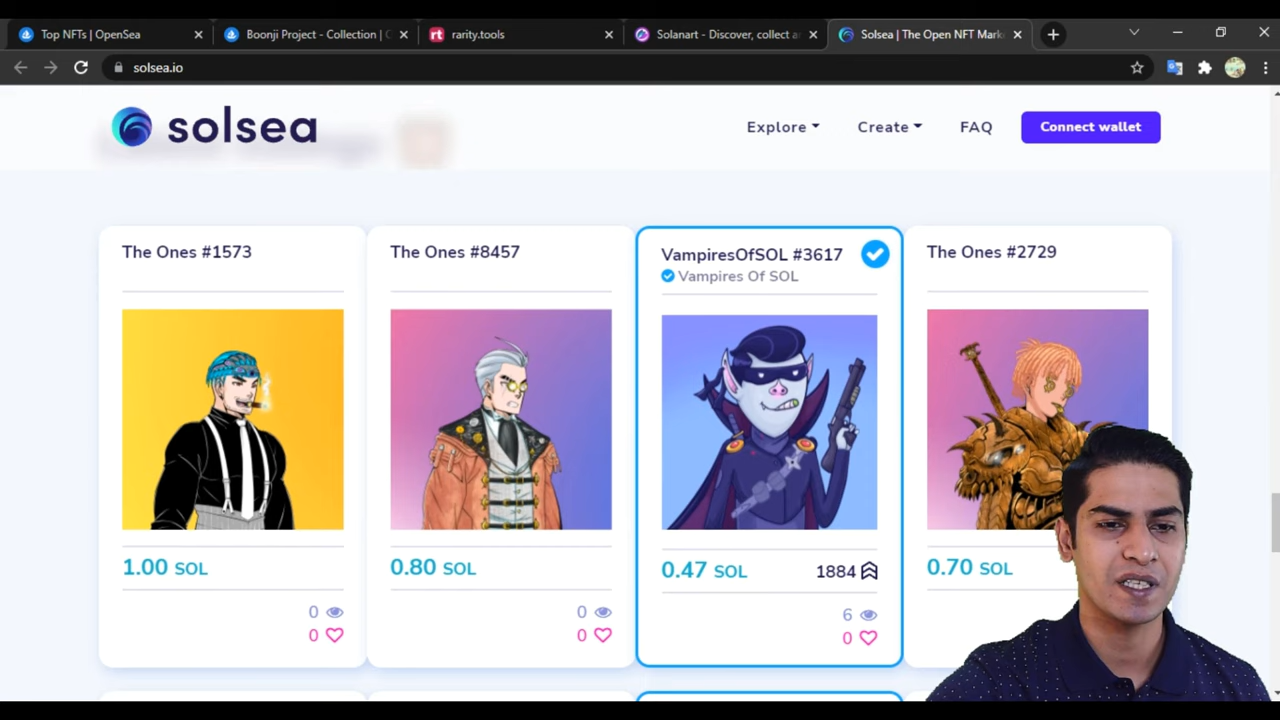 Top NFTs | OpenSea
Boonji Project - Collection |
rt
rarity.tools
Solanart - Discover, collect a
Solsea | The Open NFT Mark
solsea.io
solsea
Explore
Create
FAQ
Connect wallet
The Ones #1573
The Ones #8457
VampiresOfSOL #3617
Vampires Of SOL
The Ones #2729
1.00 SOL
0.80 SOL
0.47 SOL
1884
0.70 SOL
0
0
0
0
6
0